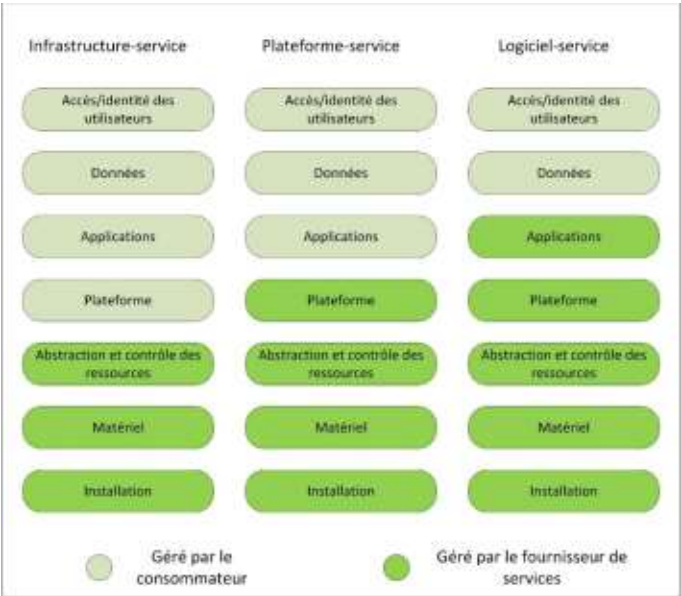 Infrastructure-service
Plateforme-service
Logiciel-service
Accès/identité des
utilisateurs
Accès/identité des
utilisateurs
Accès/identité des
utilisateurs
Données
Données
Données
Applications
Applications
Applications
Plateforme
Plateforme
Plateforme
Abstraction et contrôle des
ressources
Abstraction et contrôle des
ressources
Abstraction et contrôle des
ressources
Matériel
Matériel
Matériel
Installation
Installation
Installation
Géré par le
consommateur
Géré par le fournisseur de
services